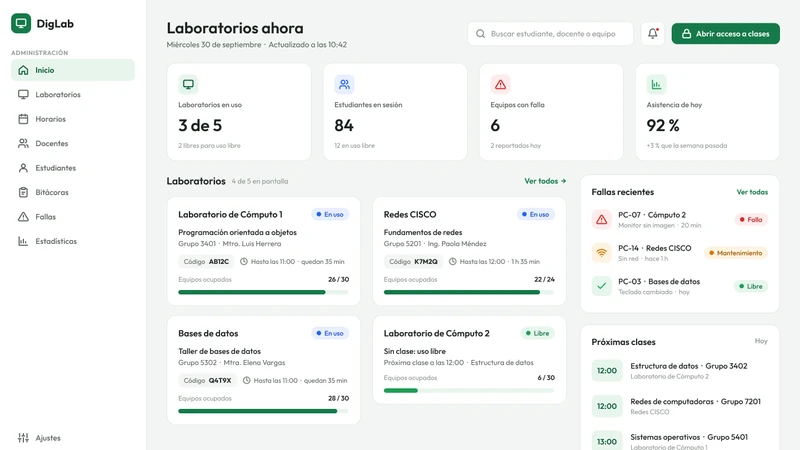 DigLab
ADMINISTRACIÓN
Inicio
Laboratorios
Horarios
Docentes
Estudiantes
Bitácoras
Fallas
Estadísticas
Ajustes
Laboratorios ahora
Miércoles 30 de septiembre · Actualizado a las 10:42
Buscar estudiante, docente o equipo
Abrir acceso a clases
Laboratorios en uso
3 de 5
2 libres para uso libre
Estudiantes en sesión
84
12 en uso libre
Equipos con falla
6
2 reportadas hoy
Asistencia de hoy
92 %
+3 % que la semana pasada
Laboratorios 4 de 5 en pantalla
Ver todos →
Laboratorio de Cómputo 1
En uso
Programación orientada a objetos
Grupo 3401 · Mtro. Luis Herrera
Código AB12C
Hasta las 11:00 · quedan 35 min
Equipos ocupados 26 / 30
Redes CISCO
En uso
Fundamentos de redes
Grupo 5201 · Ing. Paola Méndez
Código K7M2Q
Hasta las 12:00 · 1 h 35 min
Equipos ocupados 22 / 24
Bases de datos
En uso
Taller de bases de datos
Grupo 5302 · Mtra. Elena Vargas
Código Q4T9X
Hasta las 11:00 · quedan 35 min
Equipos ocupados 28 / 30
Laboratorio de Cómputo 2
Libre
Sin clase: uso libre
Próxima clase a las 12:00 · Estructura de datos
Equipos ocupados 6 / 30
Fallas recientes
Ver todas
PC-07 · Cómputo 2
Monitor sin imagen · 20 min
Falla
PC-14 · Redes CISCO
Sin red · hace 1 h
Mantenimiento
PC-03 · Bases de datos
Teclado cambiado · hoy
Libre
Próximas clases
Hoy
12:00
Estructura de datos · Grupo 3402
Laboratorio de Cómputo 2
12:00
Redes de computadoras · Grupo 7201
Redes CISCO
13:00
Sistemas operativos · Grupo 5401
Laboratorio de Cómputo 1